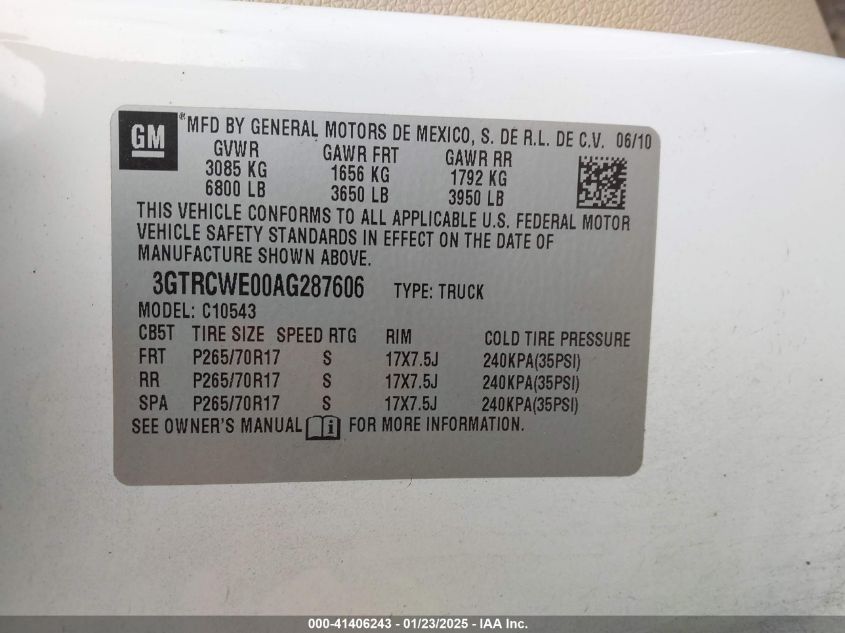 GM *MFD BY GENERAL MOTORS DE MEXICO, S. DE R.L. DE C.V. 06/10
GVWR GAWR FRT GAWR RR
3085 KG 1656 KG 1792 KG
6800 LB 3650 LB 3950 LB
THIS VEHICLE CONFORMS TO ALL APPLICABLE U.S. FEDERAL MOTOR
VEHICLE SAFETY STANDARDS IN EFFECT ON THE DATE OF
MANUFACTURE SHOWN ABOVE.
3GTRCWE00AG287606 TYPE: TRUCK
MODEL: C10543
CB5T TIRE SIZE SPEED RTG RIM COLD TIRE PRESSURE
FRT P265/70R17 S 17X7.5J 240KPA(35PSI)
RR P265/70R17 S 17X7.5J 240KPA(35PSI)
SPA P265/70R17 S 17X7.5J 240KPA(35PSI)
SEE OWNER'S MANUAL FOR MORE INFORMATION.
000-41406243 - 01/23/2025 - IAA Inc.